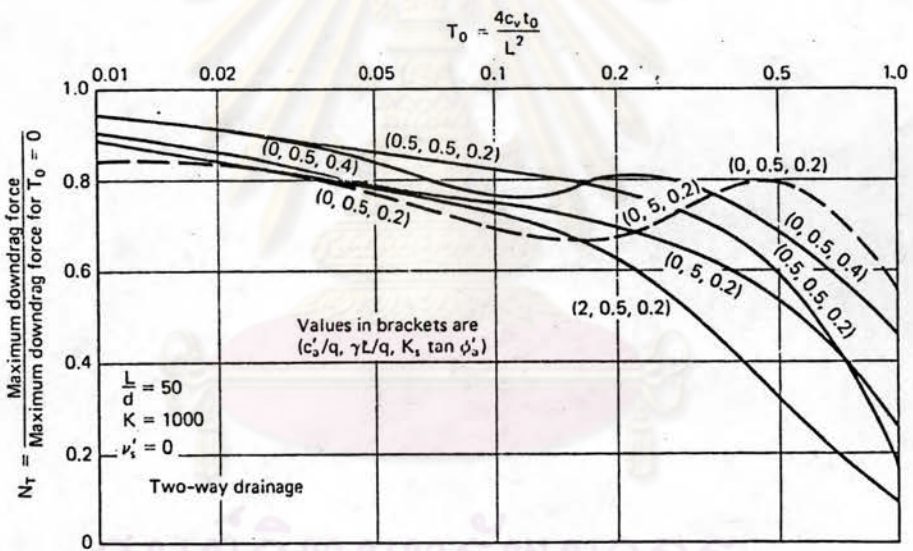 T₀ = 4cᵥt₀ / L²
0.01 0.02 0.05 0.1 0.2 0.5 1.0
1.0
0.8
0.6
0.4
0.2
0
N_T = Maximum downdrag force / Maximum downdrag force for T₀ = 0
(0.5, 0.5, 0.2)
(0, 0.5, 0.4)
(0, 0.5, 0.2)
(0, 0.5, 0.2)
(0, 5, 0.2)
(0, 0.5, 0.4)
(0, 5, 0.2)
(0.5, 0.5, 0.2)
(2, 0.5, 0.2)
Values in brackets are
(c'ₐ/q, γL/q, Kₛ tan φ'ₐ)
L/d = 50
K = 1000
ν'ₛ = 0
Two-way drainage